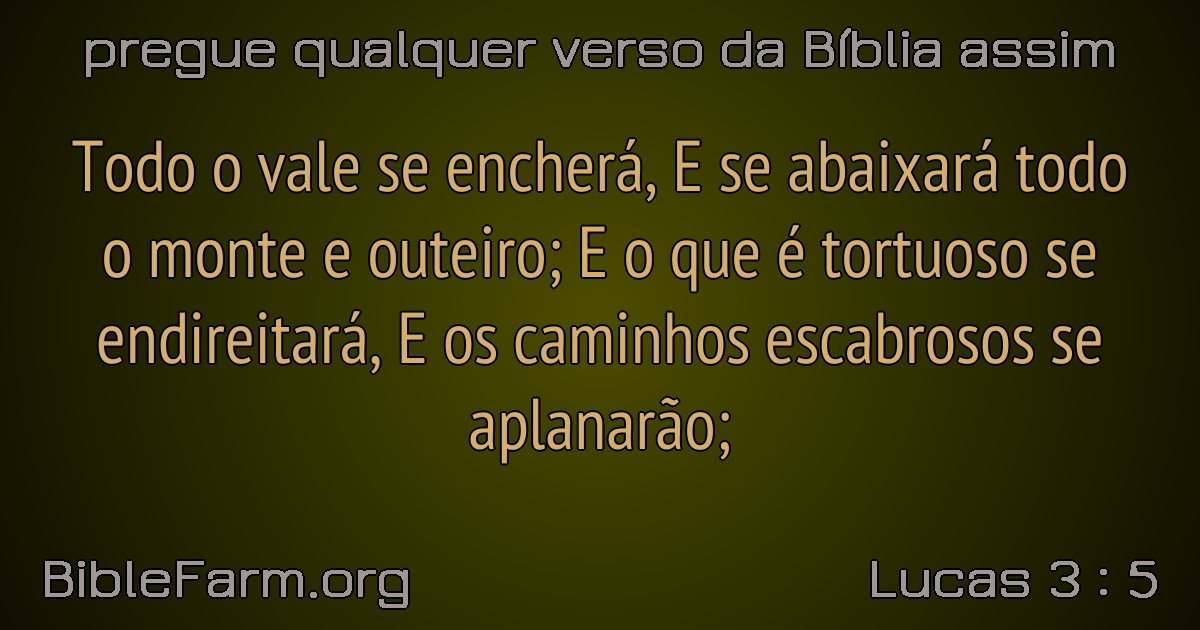 pregue qualquer verso da Bíblia assim
Todo o vale se encherá, E se abaixará todo
o monte e outeiro; E o que é tortuoso se
endireitará, E os caminhos escabrosos se
aplanarão;
BibleFarm.org
Lucas 3 : 5